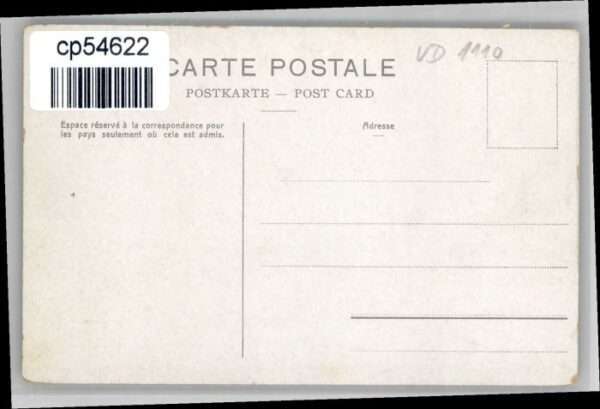 cp54622
CARTE POSTALE
VD 1110
POSTKARTE — POST CARD
Espace réservé à la correspondance pour
les pays seulement où cela est admis.
Adresse